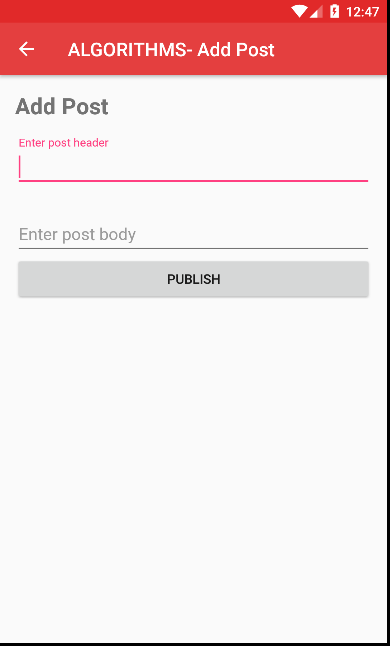 12:47
ALGORITHMS- Add Post
Add Post
Enter post header
Enter post body
PUBLISH